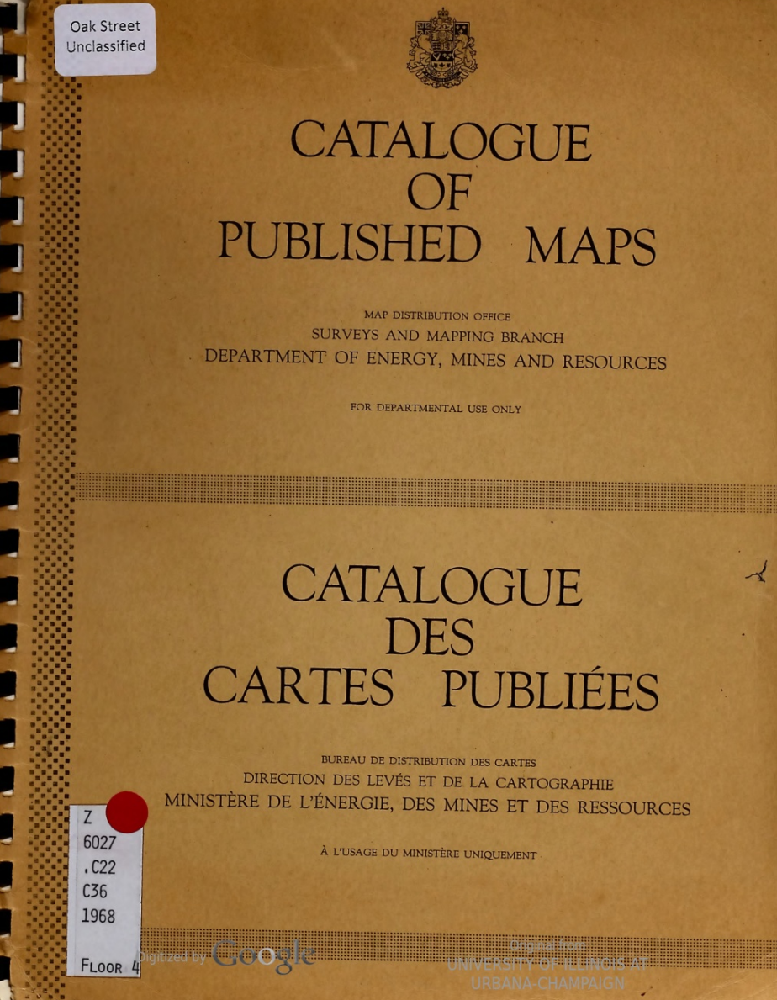 Oak Street
Unclassified
CATALOGUE
OF
PUBLISHED MAPS
MAP DISTRIBUTION OFFICE
SURVEYS AND MAPPING BRANCH
DEPARTMENT OF ENERGY, MINES AND RESOURCES
FOR DEPARTMENTAL USE ONLY
CATALOGUE
DES
CARTES PUBLIÉES
BUREAU DE DISTRIBUTION DES CARTES
DIRECTION DES LEVÉS ET DE LA CARTOGRAPHIE
MINISTÈRE DE L'ÉNERGIE, DES MINES ET DES RESSOURCES
À L'USAGE DU MINISTÈRE UNIQUEMENT
Z
6027
.C22
C36
1968
FLOOR 4
Digitized by Google
Original from
UNIVERSITY OF ILLINOIS AT
URBANA-CHAMPAIGN